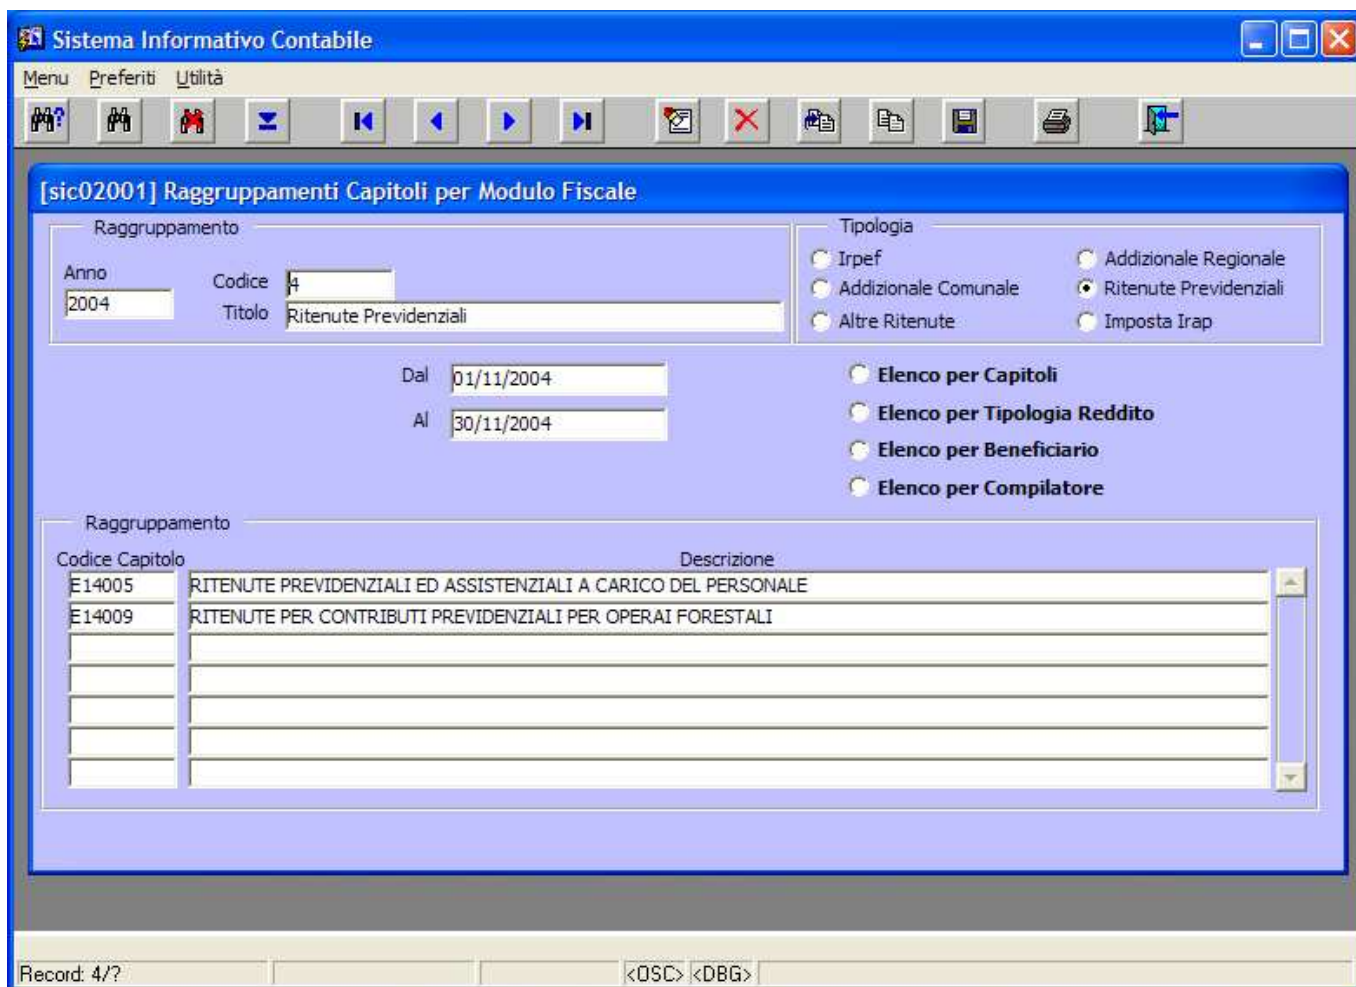 Sistema Informativo Contabile
Menu Preferiti Utilità
[sic02001] Raggruppamenti Capitoli per Modulo Fiscale
Raggruppamento
Anno
2004
Codice 4
Titolo Ritenute Previdenziali
Tipologia
Irpef Addizionale Regionale
Addizionale Comunale Ritenute Previdenziali
Altre Ritenute Imposta Irap
Dal 01/11/2004
Al 30/11/2004
Elenco per Capitoli
Elenco per Tipologia Reddito
Elenco per Beneficiario
Elenco per Compilatore
Raggruppamento
Codice Capitolo Descrizione
E14005 RITENUTE PREVIDENZIALI ED ASSISTENZIALI A CARICO DEL PERSONALE
E14009 RITENUTE PER CONTRIBUTI PREVIDENZIALI PER OPERAI FORESTALI
Record: 4/? <OSC> <DBG>